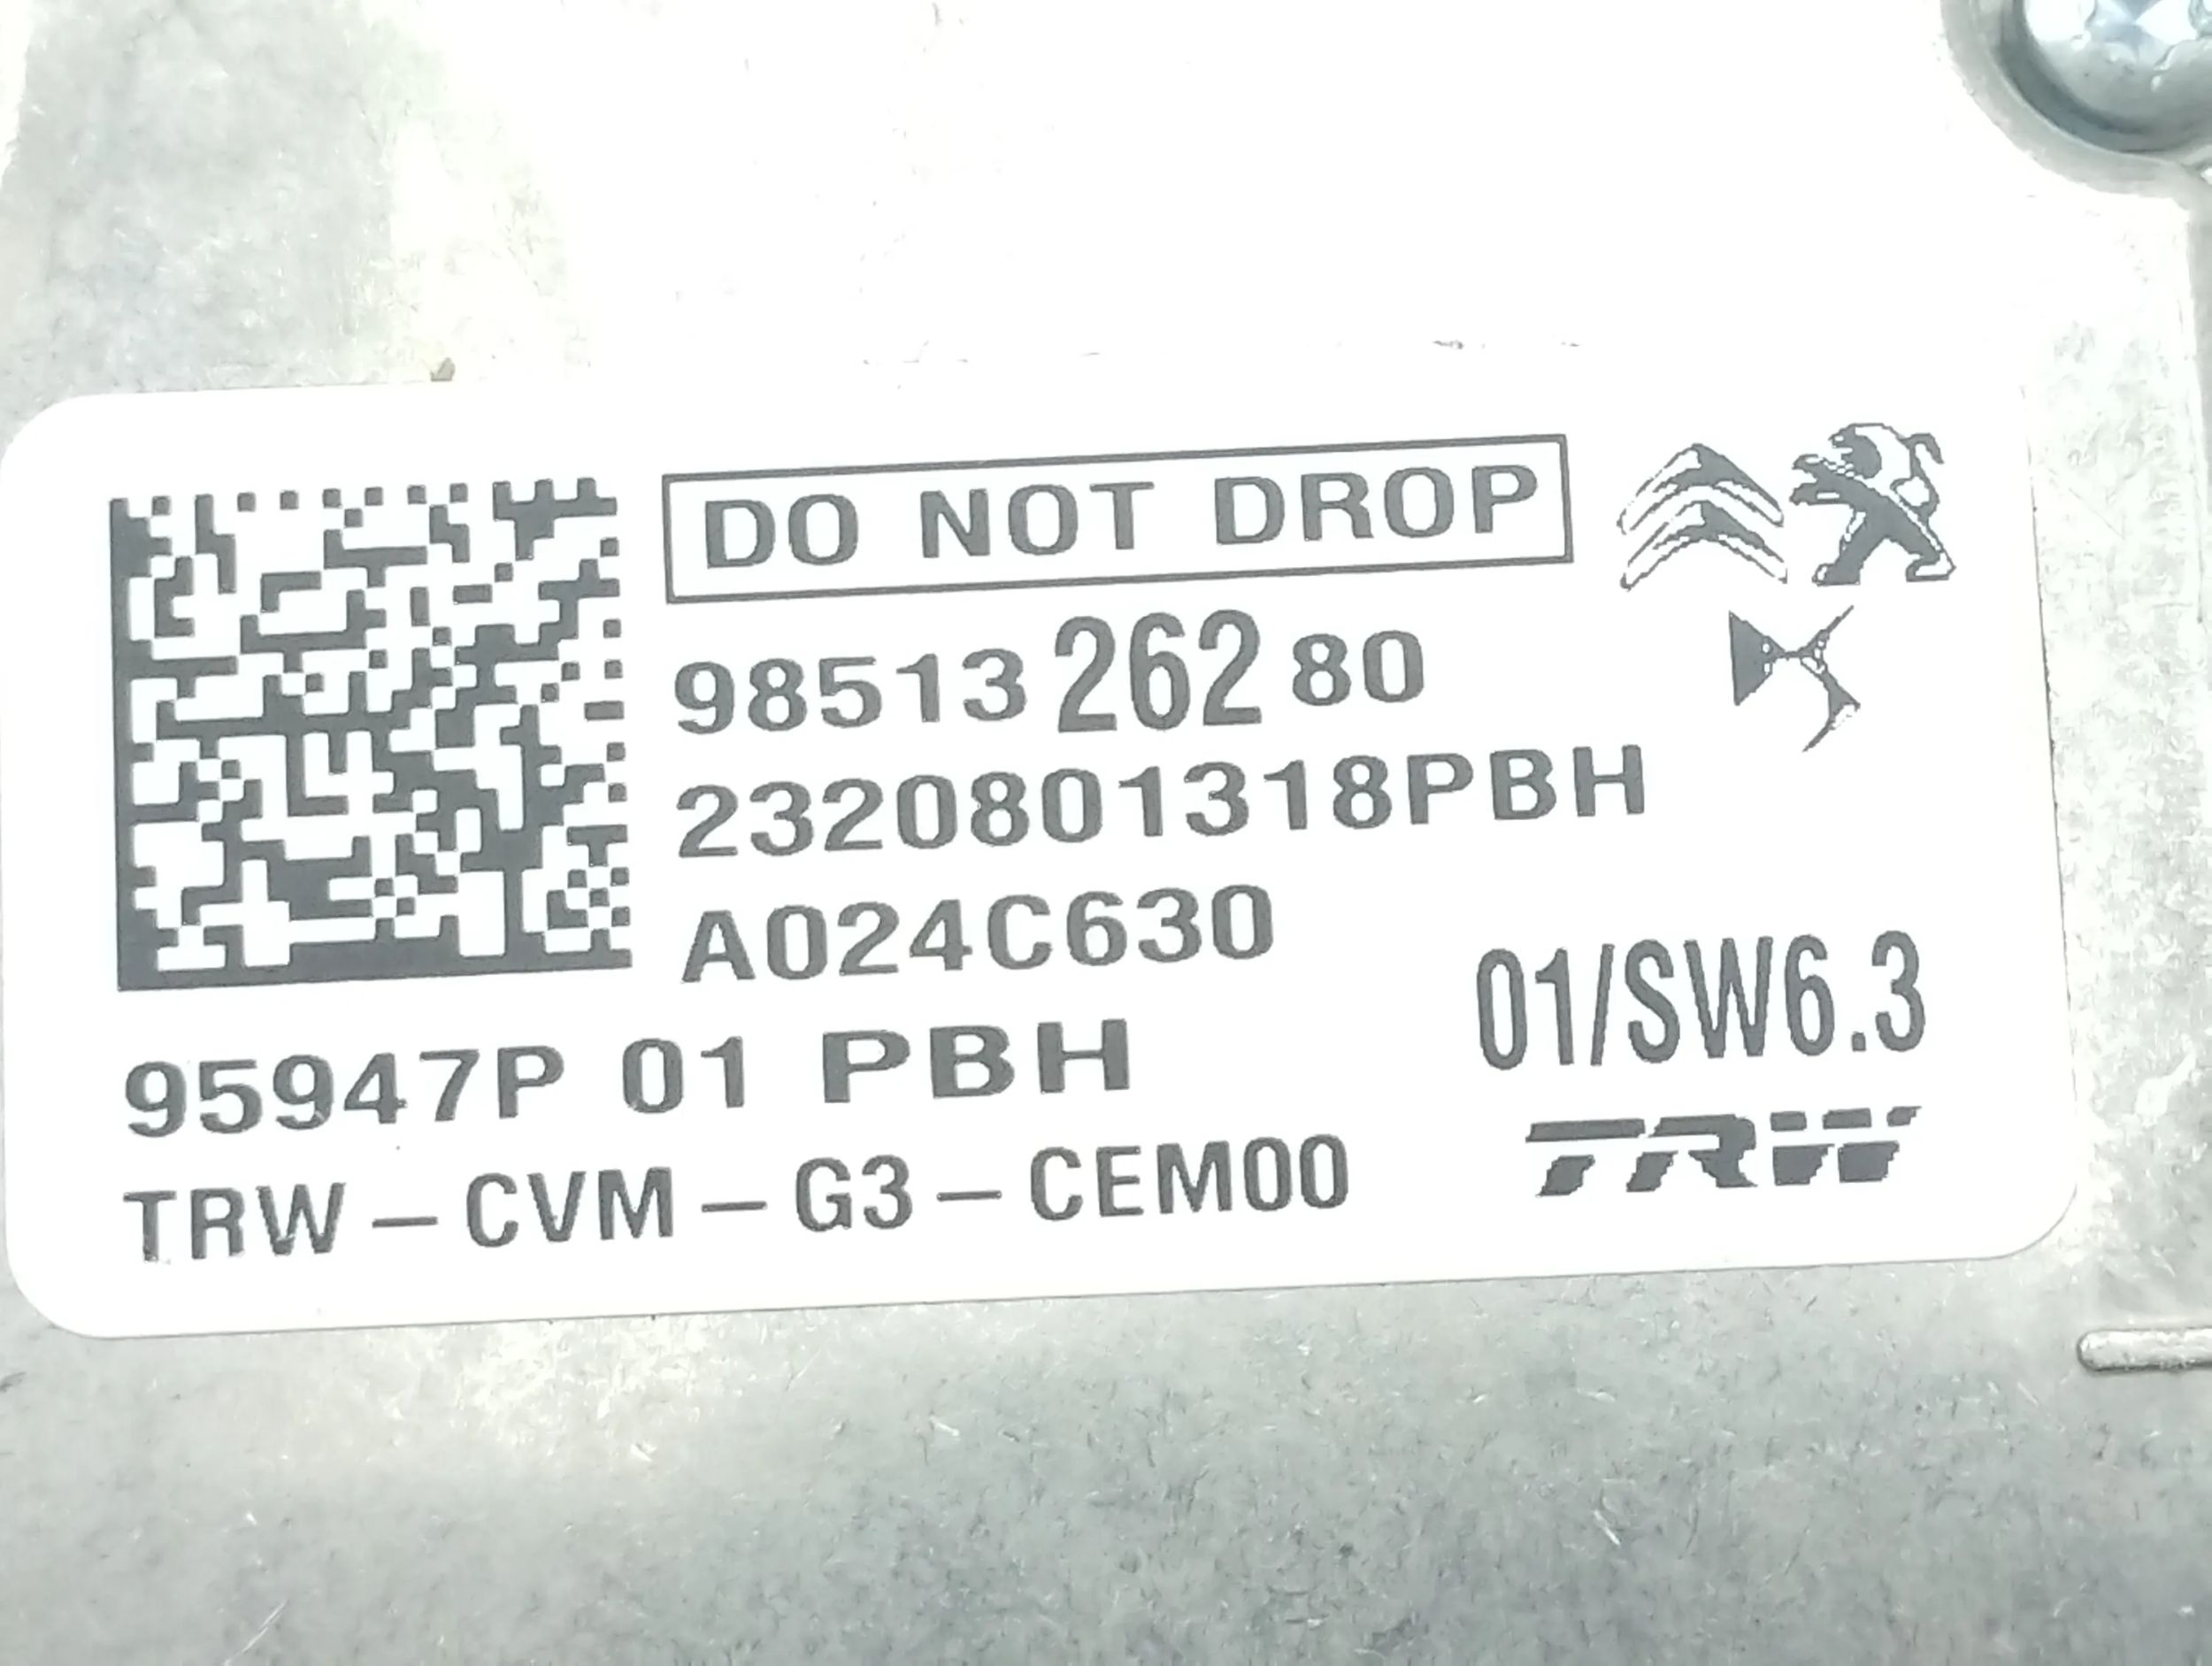 DO NOT DROP
98513 262 80
2320801318PBH
A024C630
01/SW6.3
95947P 01 PBH
TRW-CVM-G3-CEM00
TRW